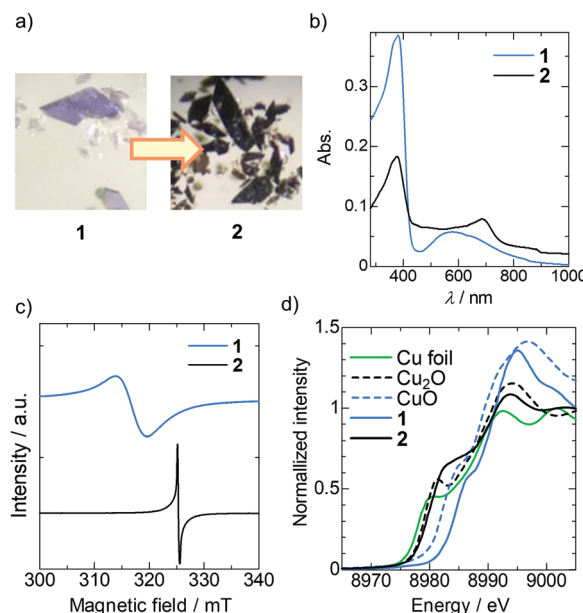 a)
1
2
b)
Abs.
0.3
0.2
0.1
0
400
600
800
1000
λ / nm
1
2
c)
Intensity / a.u.
1
2
300
310
320
330
340
Magnetic field / mT
d)
Normallized intensity
1.5
1
0.5
0
Cu foil
Cu₂O
CuO
1
2
8970
8980
8990
9000
Energy / eV